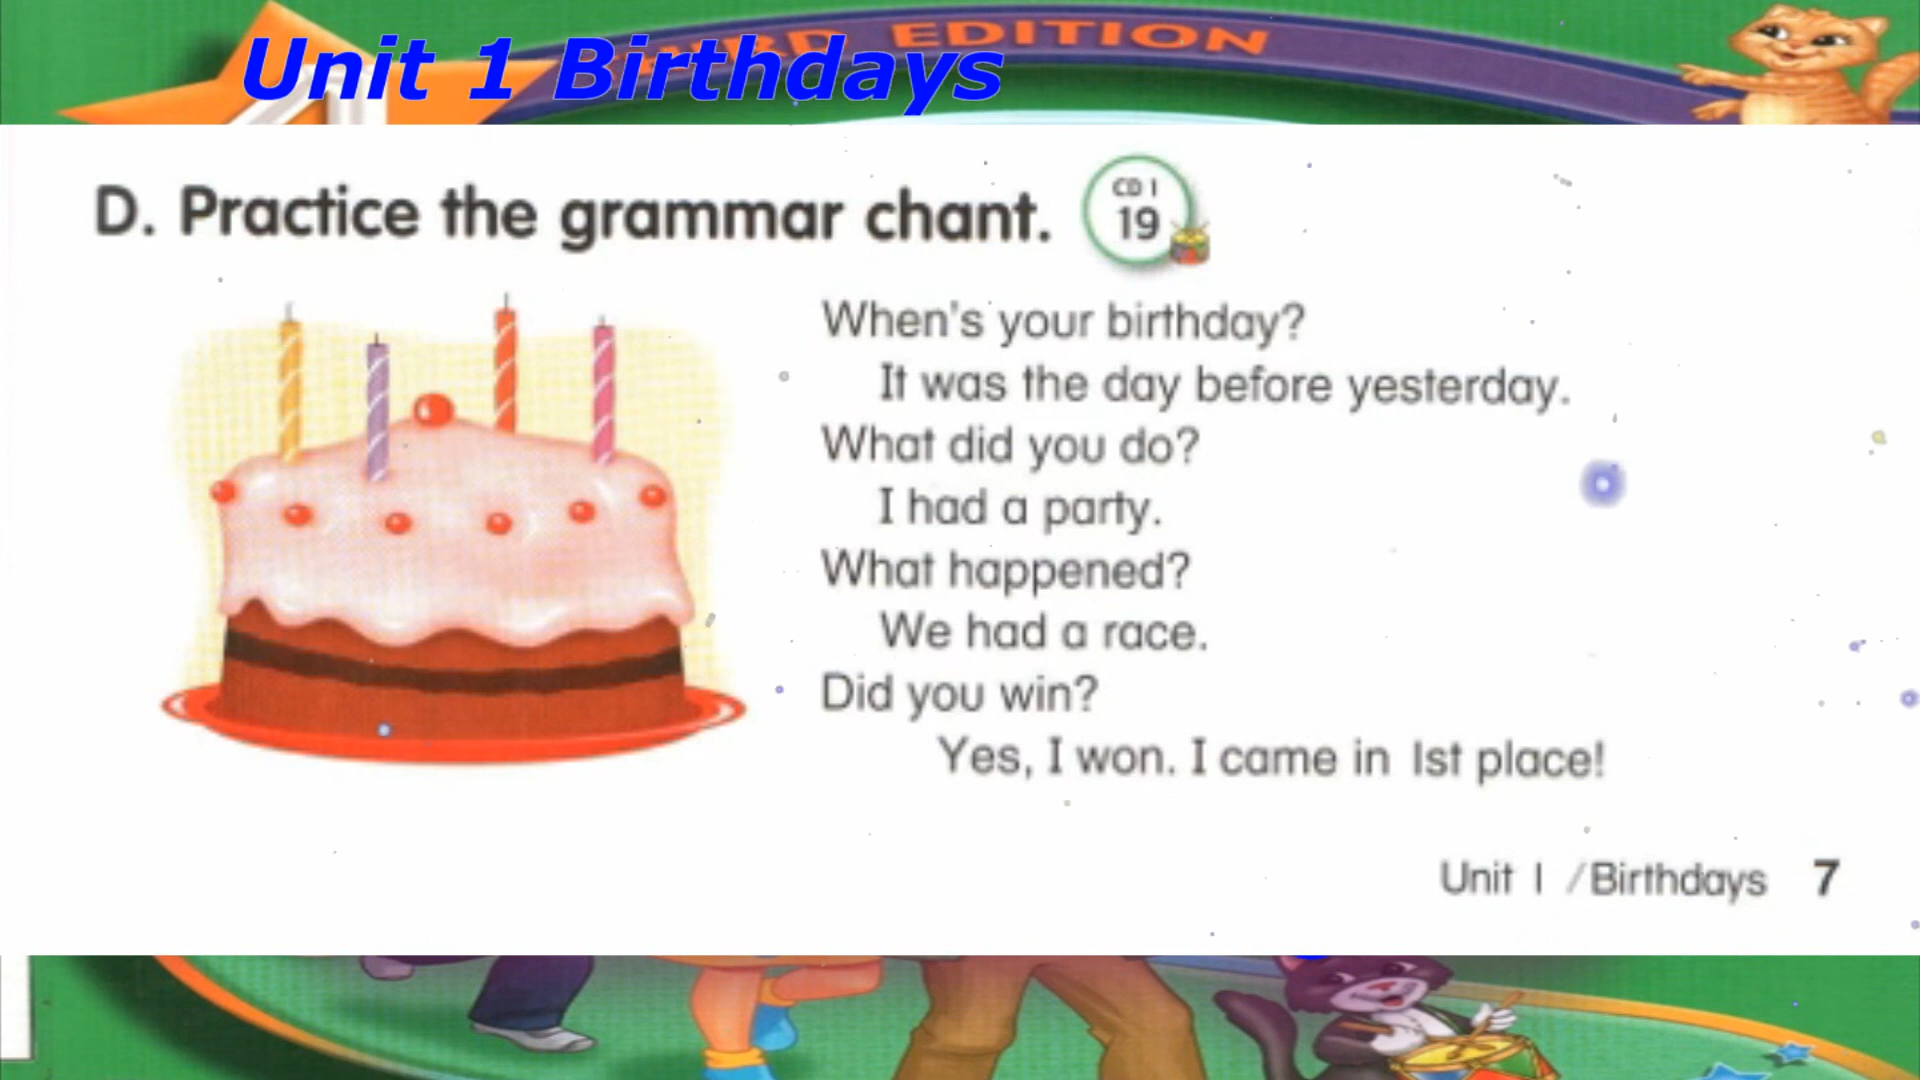 Unit 1 Birthdays
EDITION
D. Practice the grammar chant.
CD 1
19
When's your birthday?
It was the day before yesterday.
What did you do?
I had a party.
What happened?
We had a race.
Did you win?
Yes, I won. I came in 1st place!
Unit 1 / Birthdays 7